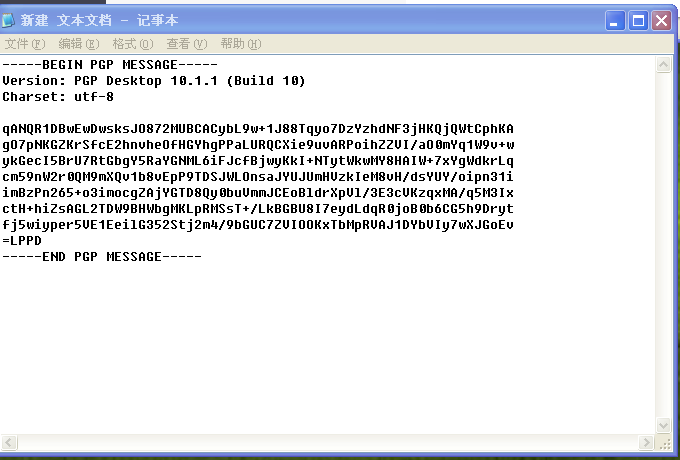 新建 文本文档 - 记事本
文件(F) 编辑(E) 格式(O) 查看(V) 帮助(H)
-----BEGIN PGP MESSAGE-----
Version: PGP Desktop 10.1.1 (Build 10)
Charset: utf-8
qANQR1DBwEwDwsksJO872MUBCACybL9w+1J88Tqyo7DzYzhdNF3jHKQjQWtCphKA
gO7pNKGZKrSfcE2hnvheOfHGYhgPPaLURQCXie9uvARPoihZZVI/aO0mYq1W9v+w
ykGecI5BrU7RtGbgY5RaYGNML6iFJcfBjwyKkI+NTytWkwMY8HAIW+7xYgWdkrLq
cm59nW2r0QM9mXQv1b8vEpP9TDSJWLOnsaJYUJUmHVzkIeM8vH/dsYUY/oipn31i
imBzPn265+o3imocgZAjYGTD8Qy0buVmmJCEoBldrXpVl/3E3cVKzqxMA/q5M3Ix
ctH+hiZsAGL2TDW9BHWbgMKLpRMSsT+/LkBGBU8I7eydLdqR0joB0b6CG5h9Dryt
fj5wiyper5VE1EeilG352Stj2m4/9bGUC7ZVIOOKxTbMpRVAJ1DYbVIy7wXJGoEv
=LPPD
-----END PGP MESSAGE-----